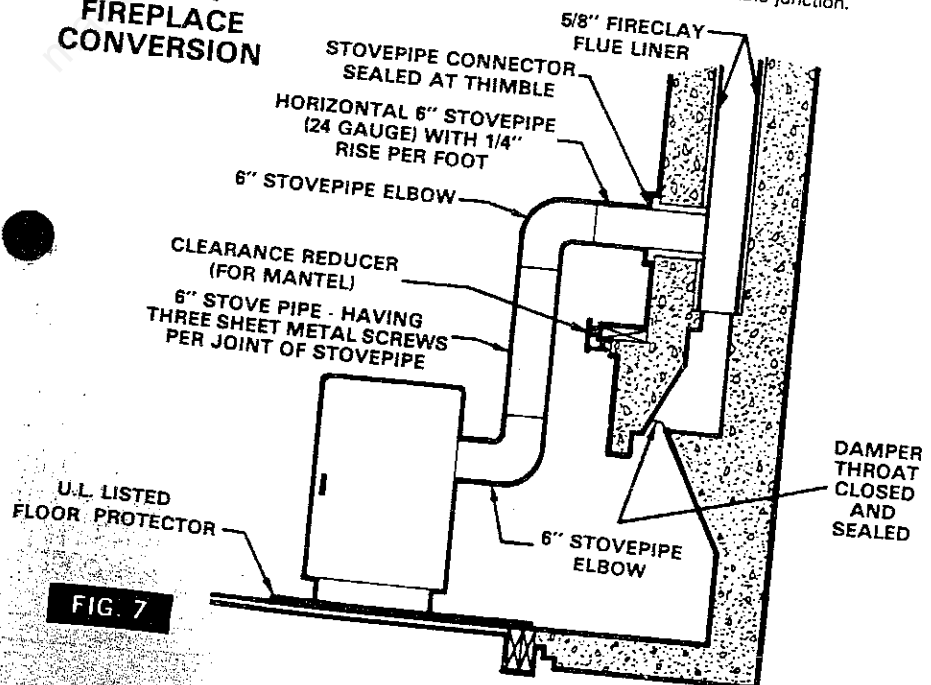 junction.
FIREPLACE
CONVERSION
5/8" FIRECLAY
FLUE LINER
STOVEPIPE CONNECTOR
SEALED AT THIMBLE
HORIZONTAL 6" STOVEPIPE
(24 GAUGE) WITH 1/4"
RISE PER FOOT
6" STOVEPIPE ELBOW
CLEARANCE REDUCER
(FOR MANTEL)
6" STOVE PIPE - HAVING
THREE SHEET METAL SCREWS
PER JOINT OF STOVEPIPE
DAMPER
THROAT
CLOSED
AND
SEALED
U.L. LISTED
FLOOR PROTECTOR
6" STOVEPIPE
ELBOW
FIG. 7